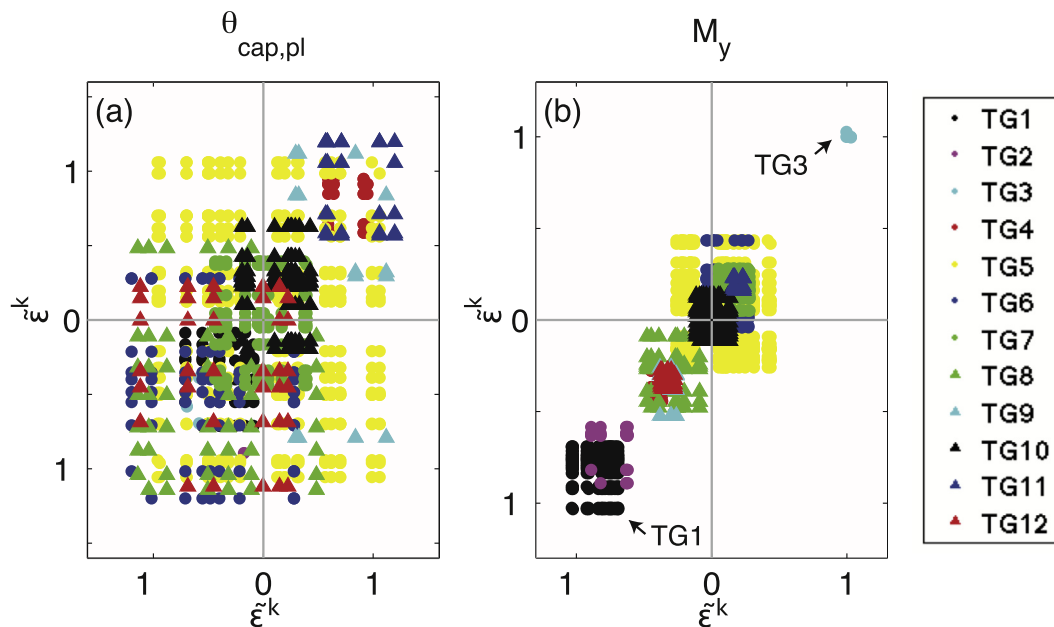 θcap,pl
My
(a)
1
0
1
ε̃k
1
0
1
ε̃k
(b)
TG3
TG1
1
0
1
ε̃k
1
0
1
ε̃k
TG1
TG2
TG3
TG4
TG5
TG6
TG7
TG8
TG9
TG10
TG11
TG12